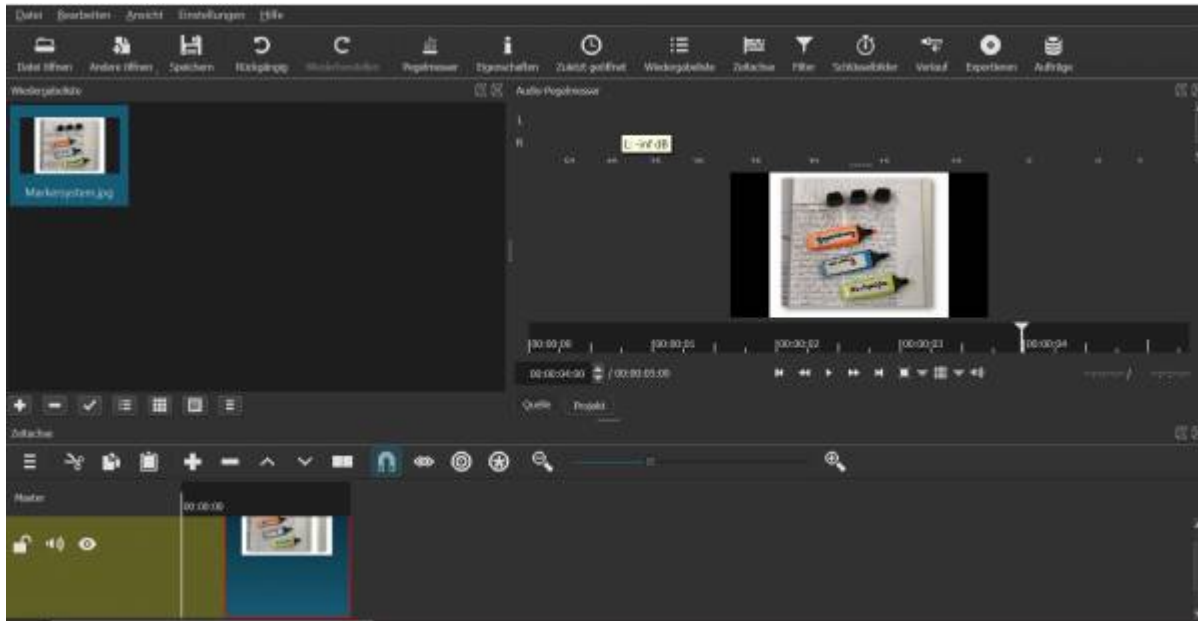 Datei Bearbeiten Ansicht Einstellungen Hilfe
Datei öffnen Andere öffnen Speichern Rückgängig Wiederherstellen Pegelmesser Eigenschaften Zuletzt geöffnet Wiedergabeliste Zeitachse Filter Schlüsselbilder Verlauf Exportieren Aufträge
Wiedergabeliste
Audio-Pegelmesser
L
R
L: -inf dB
Markersystem.jpg
00:00:00 00:00:01 00:00:02 00:00:03 00:00:04
00:00:04:00 / 00:00:05:00
Quelle Projekt
Zeitachse
Master
00:00:00